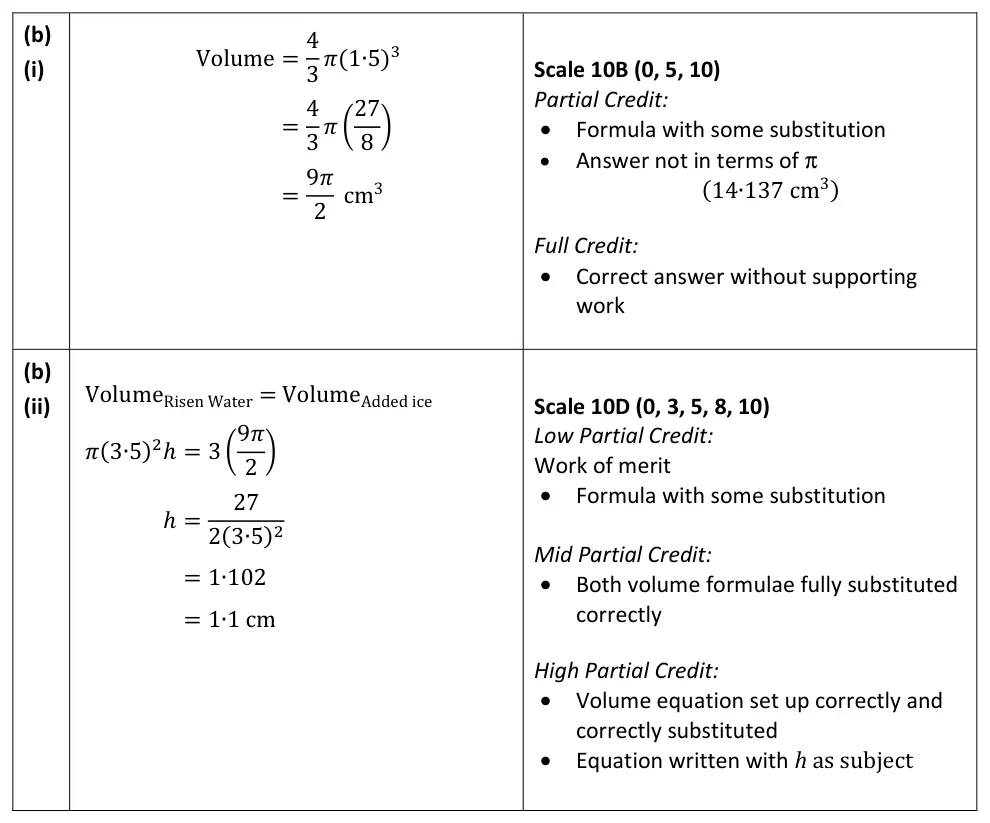 (b)
(i)
Volume = 4/3 π(1·5)³
= 4/3 π (27/8)
= 9π/2 cm³
Scale 10B (0, 5, 10)
Partial Credit:
• Formula with some substitution
• Answer not in terms of π
(14·137 cm³)
Full Credit:
• Correct answer without supporting
work
(b)
(ii)
Volume_Risen Water = Volume_Added ice
π(3·5)²h = 3 (9π/2)
h = 27/2(3·5)²
= 1·102
= 1·1 cm
Scale 10D (0, 3, 5, 8, 10)
Low Partial Credit:
Work of merit
• Formula with some substitution
Mid Partial Credit:
• Both volume formulae fully substituted
correctly
High Partial Credit:
• Volume equation set up correctly and
correctly substituted
• Equation written with h as subject